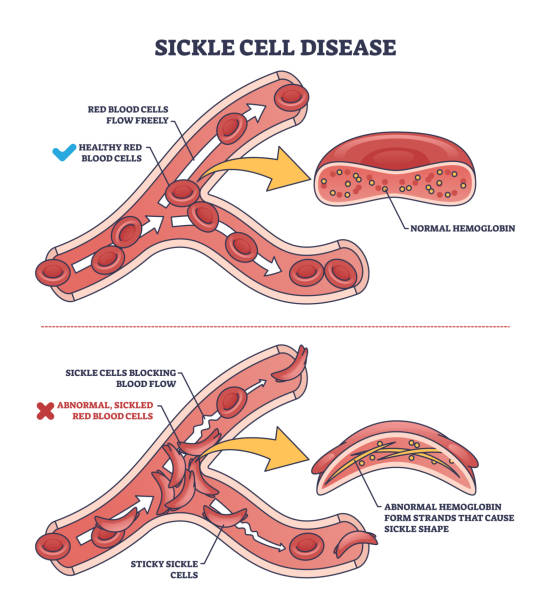 SICKLE CELL DISEASE
RED BLOOD CELLS
FLOW FREELY
HEALTHY RED
BLOOD CELLS
NORMAL HEMOGLOBIN
SICKLE CELLS BLOCKING
BLOOD FLOW
ABNORMAL, SICKLED
RED BLOOD CELLS
ABNORMAL HEMOGLOBIN
FORM STRANDS THAT CAUSE
SICKLE SHAPE
STICKY SICKLE
CELLS